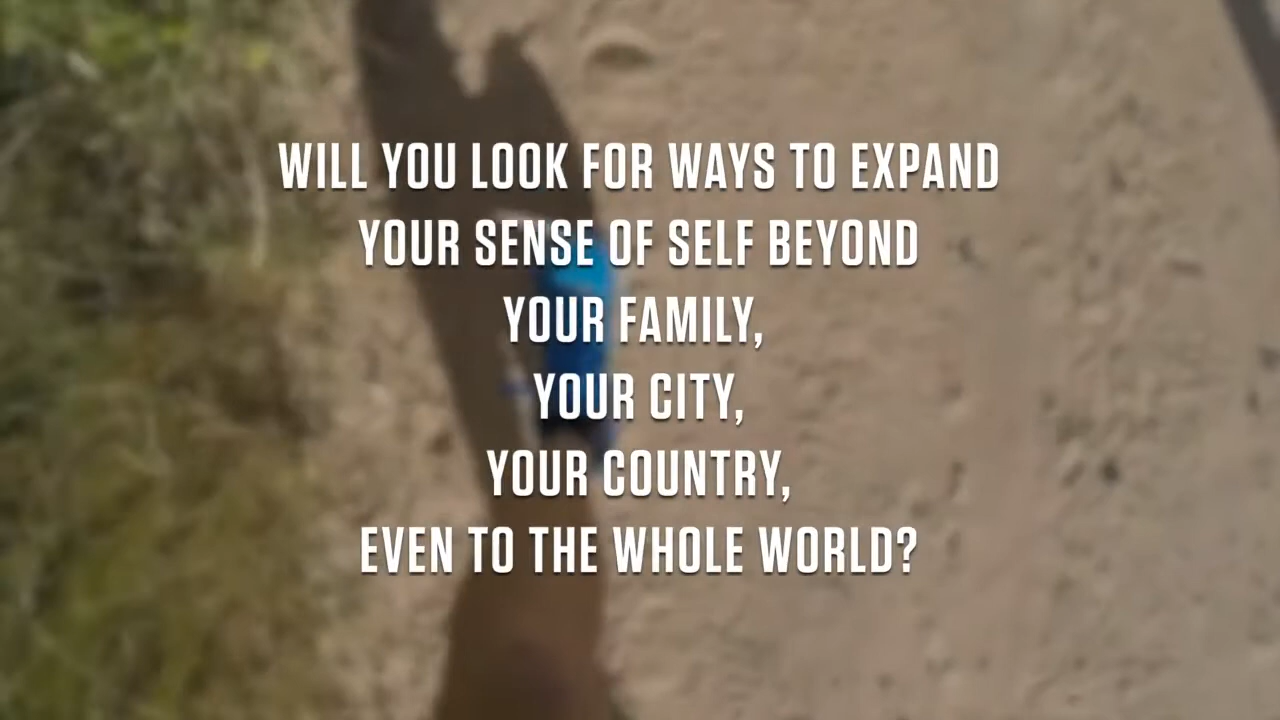 WILL YOU LOOK FOR WAYS TO EXPAND
YOUR SENSE OF SELF BEYOND
YOUR FAMILY,
YOUR CITY,
YOUR COUNTRY,
EVEN TO THE WHOLE WORLD?